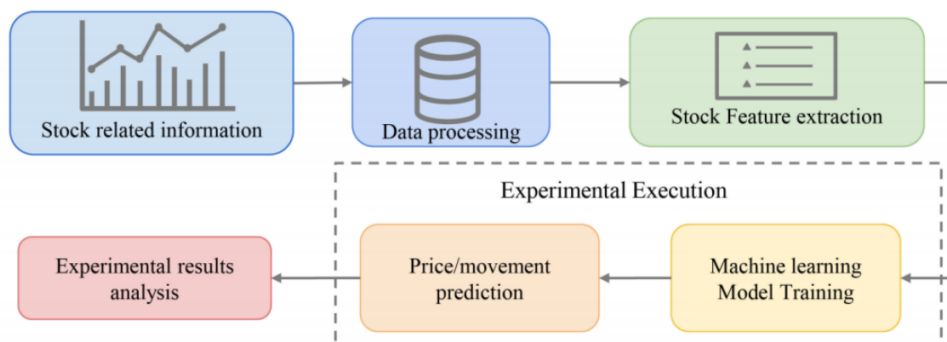 Stock related information
Data processing
Stock Feature extraction
Experimental Execution
Experimental results
analysis
Price/movement
prediction
Machine learning
Model Training